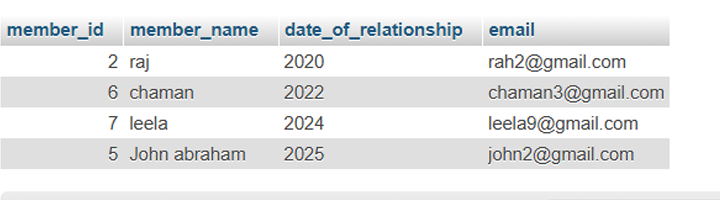 member_id member_name date_of_relationship email
2 raj 2020 rah2@gmail.com
6 chaman 2022 chaman3@gmail.com
7 leela 2024 leela9@gmail.com
5 John abraham 2025 john2@gmail.com